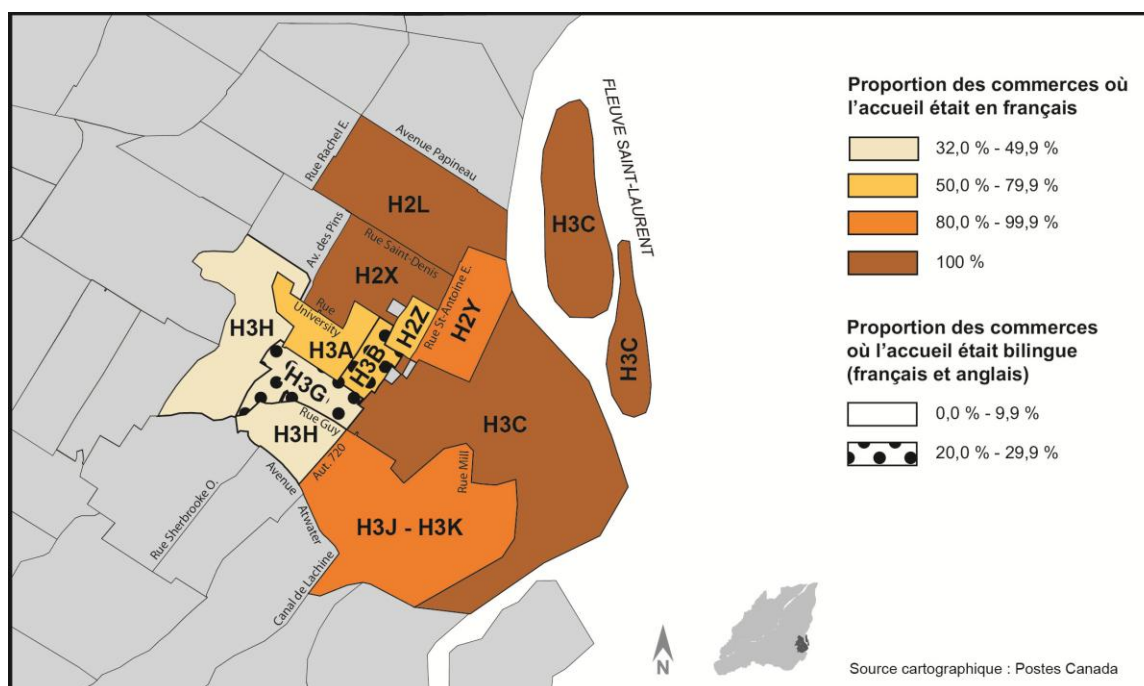 Rue Rachel E.
Avenue Papineau
H2L
Av. des Pins
Rue Saint-Denis
H2X
Rue
University
H3H
H3A
H3B
H2Z
Rue St-Antoine E.
H2Y
H3G
H3H
Rue Guy
Aut. 720
H3C
Rue Mill
H3J - H3K
Avenue
Atwater
Rue Sherbrooke O.
Canal de Lachine
H3C
H3C
FLEUVE SAINT-LAURENT
Proportion des commerces où
l'accueil était en français
32,0 % - 49,9 %
50,0 % - 79,9 %
80,0 % - 99,9 %
100 %
Proportion des commerces
où l'accueil était bilingue
(français et anglais)
0,0 % - 9,9 %
20,0 % - 29,9 %
N
Source cartographique : Postes Canada